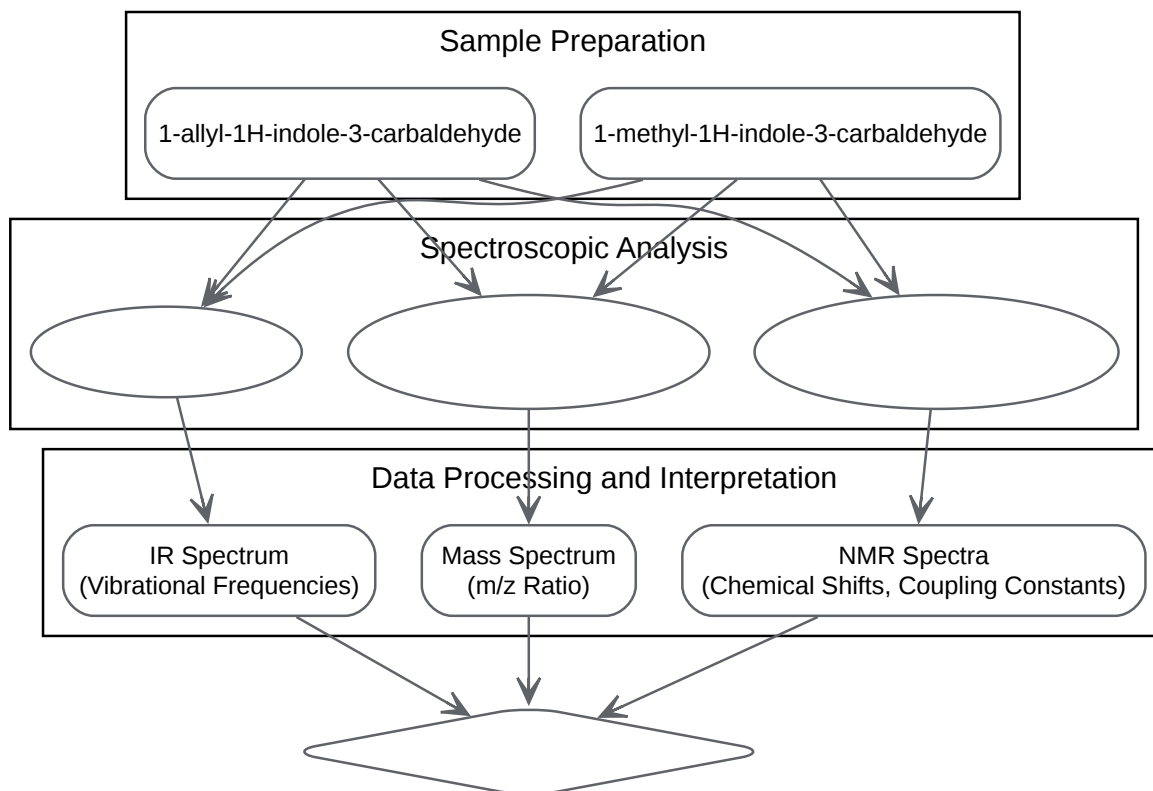 Sample Preparation
1-allyl-1H-indole-3-carbaldehyde
1-methyl-1H-indole-3-carbaldehyde
Spectroscopic Analysis
Data Processing and Interpretation
IR Spectrum
(Vibrational Frequencies)
Mass Spectrum
(m/z Ratio)
NMR Spectra
(Chemical Shifts, Coupling Constants)